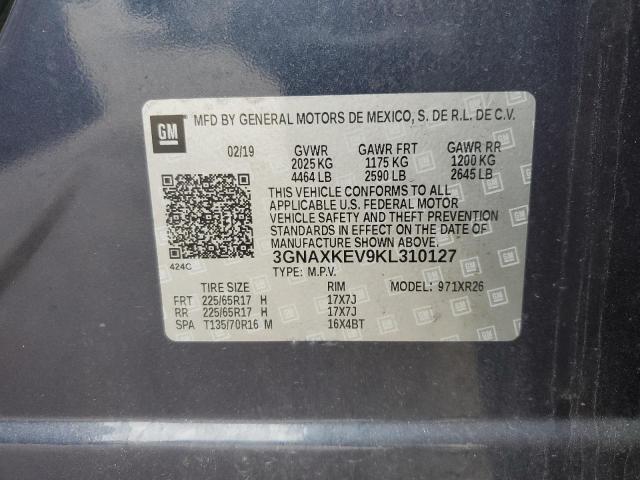 GM MFD BY GENERAL MOTORS DE MEXICO, S. DE R.L. DE C.V.
02/19 GVWR GAWR FRT GAWR RR
2025 KG 1175 KG 1200 KG
4464 LB 2590 LB 2645 LB
THIS VEHICLE CONFORMS TO ALL
APPLICABLE U.S. FEDERAL MOTOR
VEHICLE SAFETY AND THEFT PREVENTION
STANDARDS IN EFFECT ON THE DATE OF
MANUFACTURE SHOWN ABOVE.
424C 3GNAXKEV9KL310127
TYPE: M.P.V.
TIRE SIZE RIM MODEL: 971XR26
FRT 225/65R17 H 17X7J
RR 225/65R17 H 17X7J
SPA T135/70R16 M 16X4BT